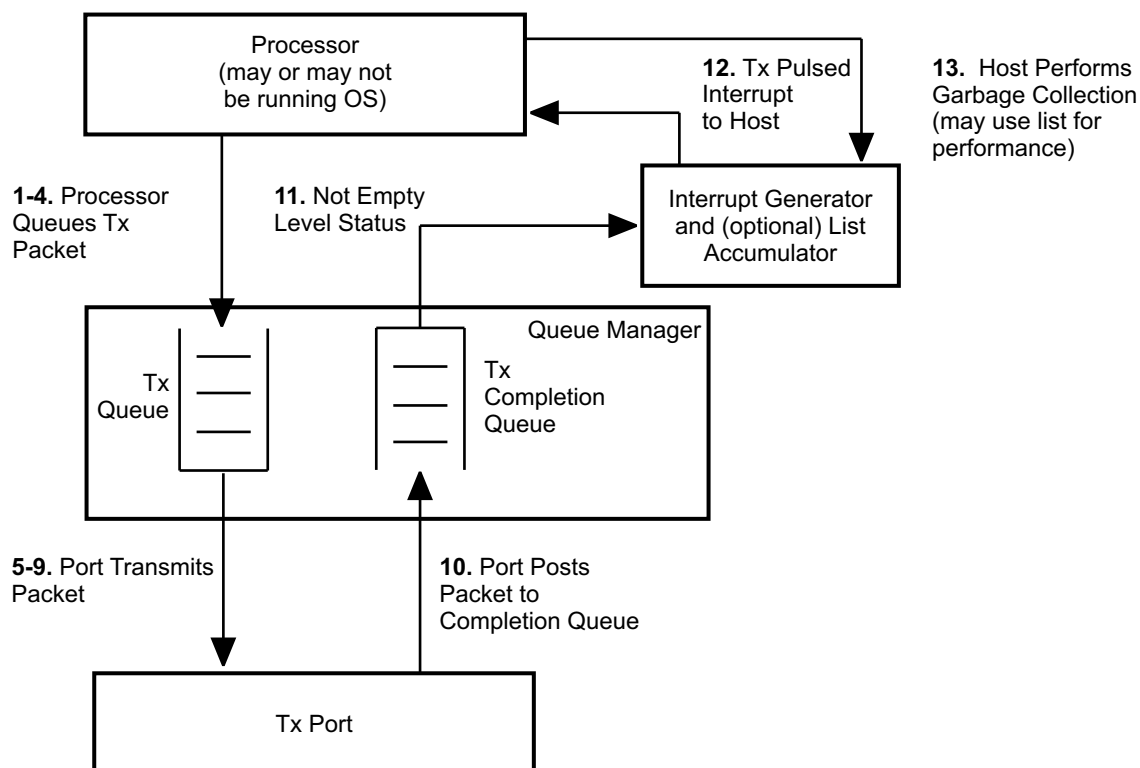 Processor
(may or may not
be running OS)
12. Tx Pulsed
Interrupt
to Host
13. Host Performs
Garbage Collection
(may use list for
performance)
1-4. Processor
Queues Tx
Packet
11. Not Empty
Level Status
Interrupt Generator
and (optional) List
Accumulator
Queue Manager
Tx
Queue
Tx
Completion
Queue
5-9. Port Transmits
Packet
10. Port Posts
Packet to
Completion Queue
Tx Port